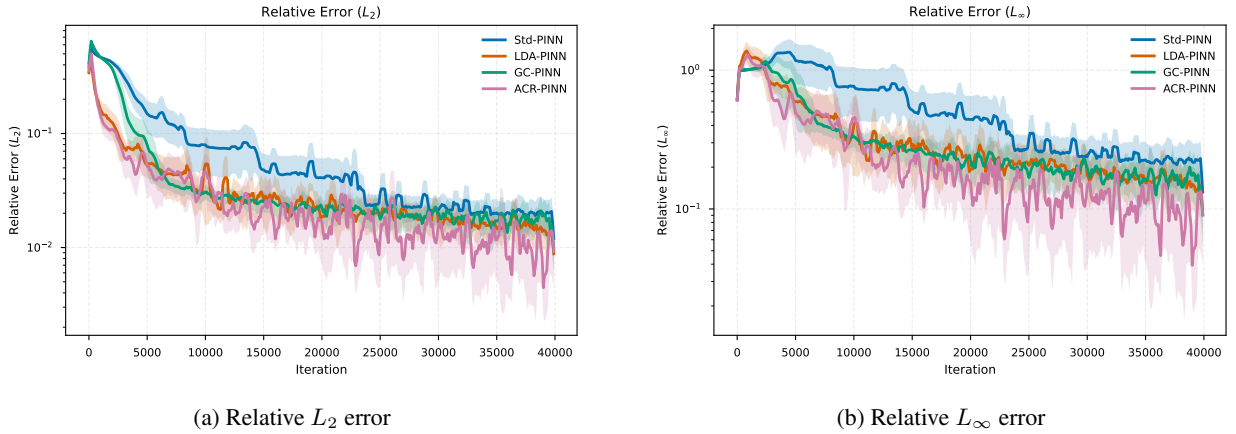 Relative Error (L₂)
Relative Error (L₂)
10⁻¹
10⁻²
Std-PINN
LDA-PINN
GC-PINN
ACR-PINN
0 5000 10000 15000 20000 25000 30000 35000 40000
Iteration
(a) Relative L₂ error
Relative Error (L∞)
Relative Error (L∞)
10⁰
10⁻¹
Std-PINN
LDA-PINN
GC-PINN
ACR-PINN
0 5000 10000 15000 20000 25000 30000 35000 40000
Iteration
(b) Relative L∞ error